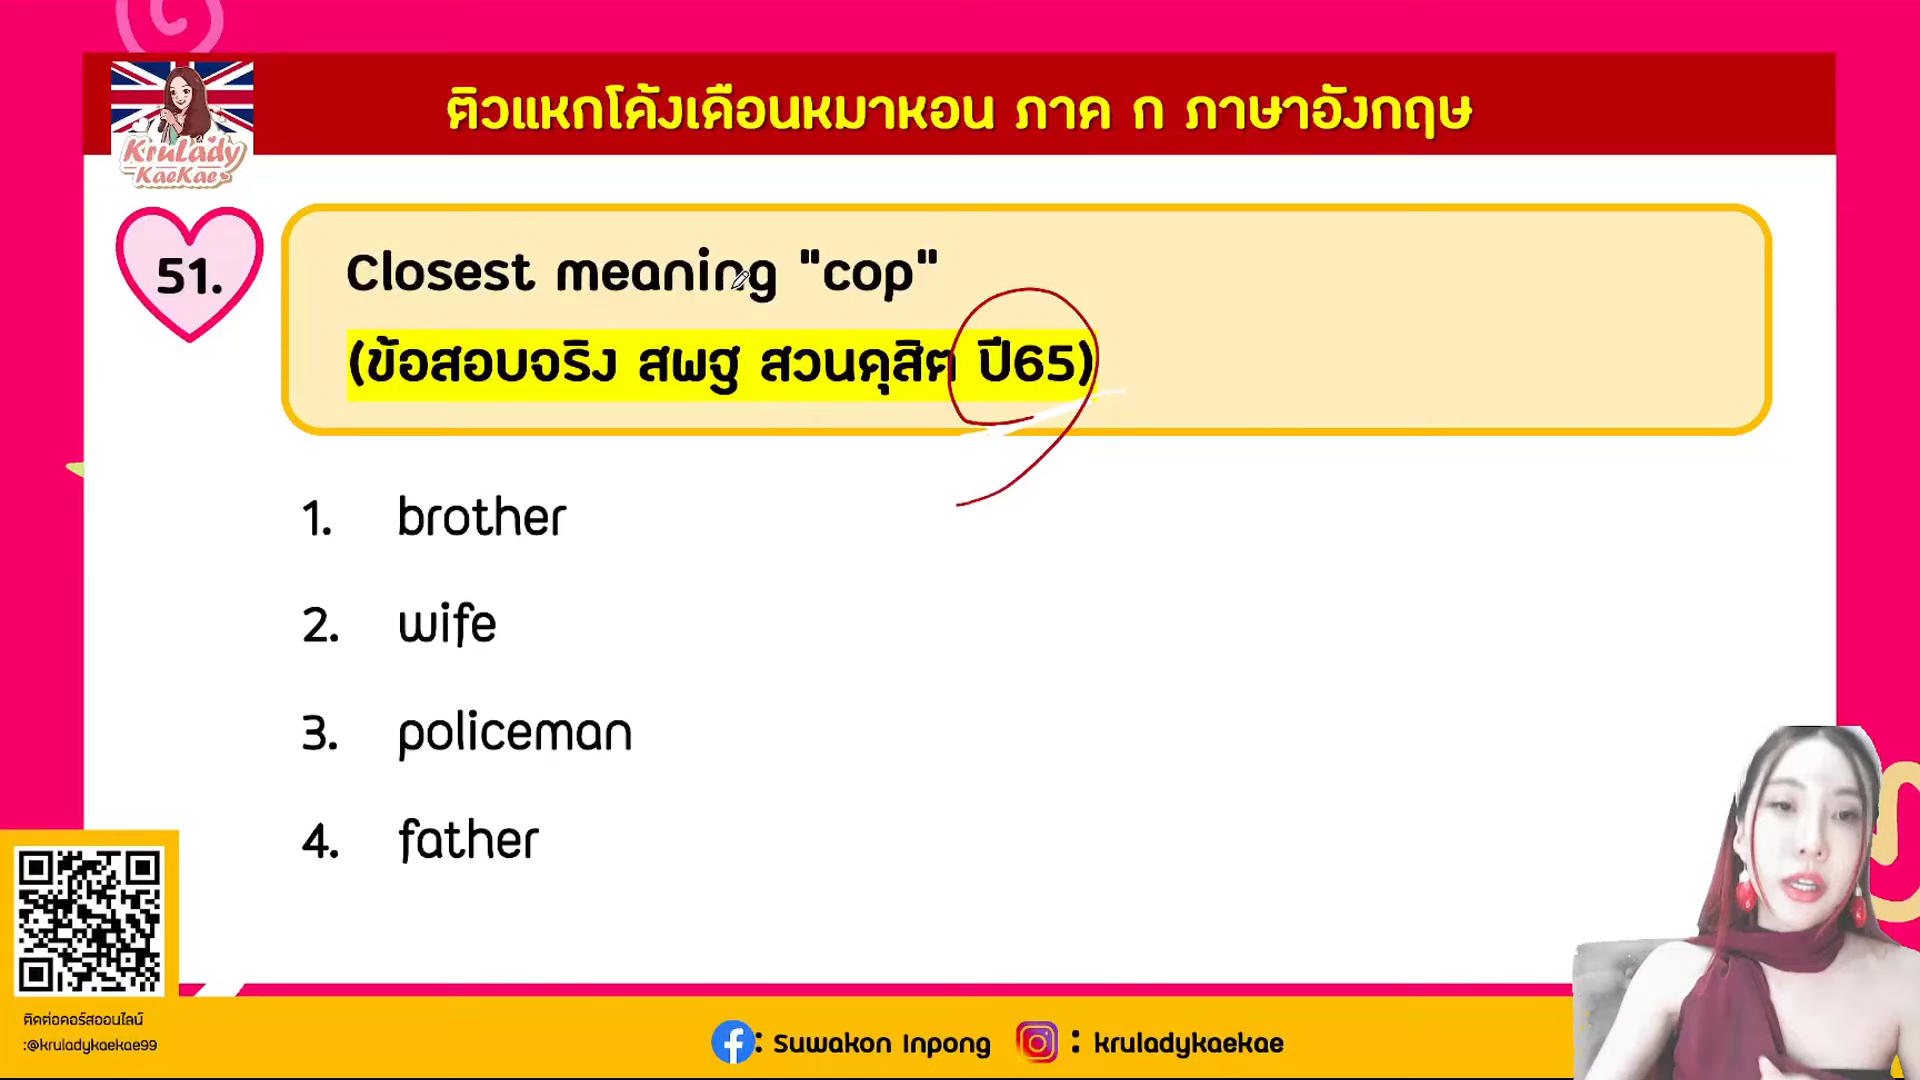 ติวแหกโค้งเดือนหมาหอน ภาค ก ภาษาอังกฤษ
KruLady
KaeKae
51.
Closest meaning "cop"
(ข้อสอบจริง สพฐ สวนดุสิต ปี65)
1. brother
2. wife
3. policeman
4. father
ติดต่อคอร์สออนไลน์
:@kruladykaekae99
: Suwakon Inpong : kruladykaekae